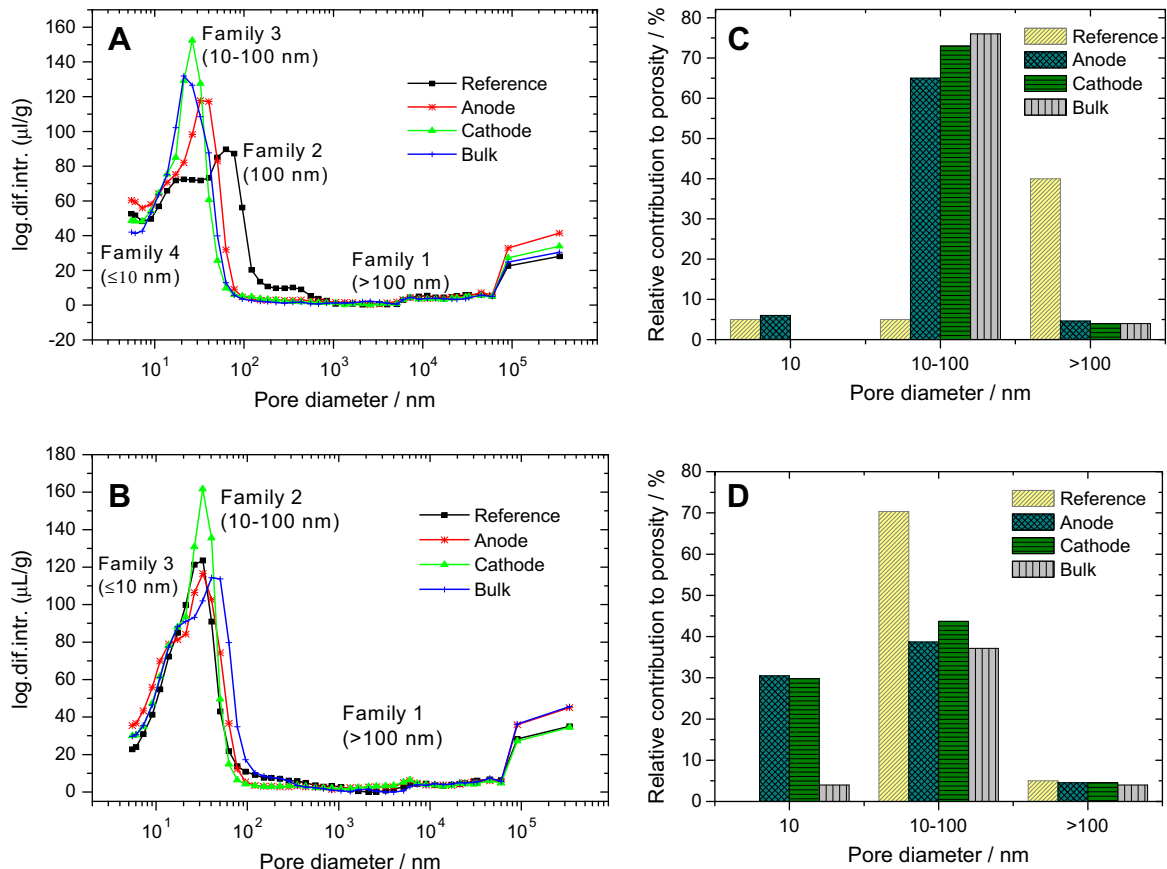 A
log.dif.intr. (µl/g)
160
140
120
100
80
60
40
20
0
-20
Family 3
(10-100 nm)
Family 2
(100 nm)
Family 4
(≤10 nm)
Family 1
(>100 nm)
Reference
Anode
Cathode
Bulk
10¹ 10² 10³ 10⁴ 10⁵
Pore diameter / nm
C
Relative contribution to porosity / %
80
70
60
50
40
30
20
10
0
Reference
Anode
Cathode
Bulk
10 10-100 >100
Pore diameter / nm
B
log.dif.intr. (µL/g)
180
160
140
120
100
80
60
40
20
0
Family 2
(10-100 nm)
Family 3
(≤10 nm)
Family 1
(>100 nm)
Reference
Anode
Cathode
Bulk
10¹ 10² 10³ 10⁴ 10⁵
Pore diameter / nm
D
Relative contribution to porosity / %
80
70
60
50
40
30
20
10
0
Reference
Anode
Cathode
Bulk
10 10-100 >100
Pore diameter / nm